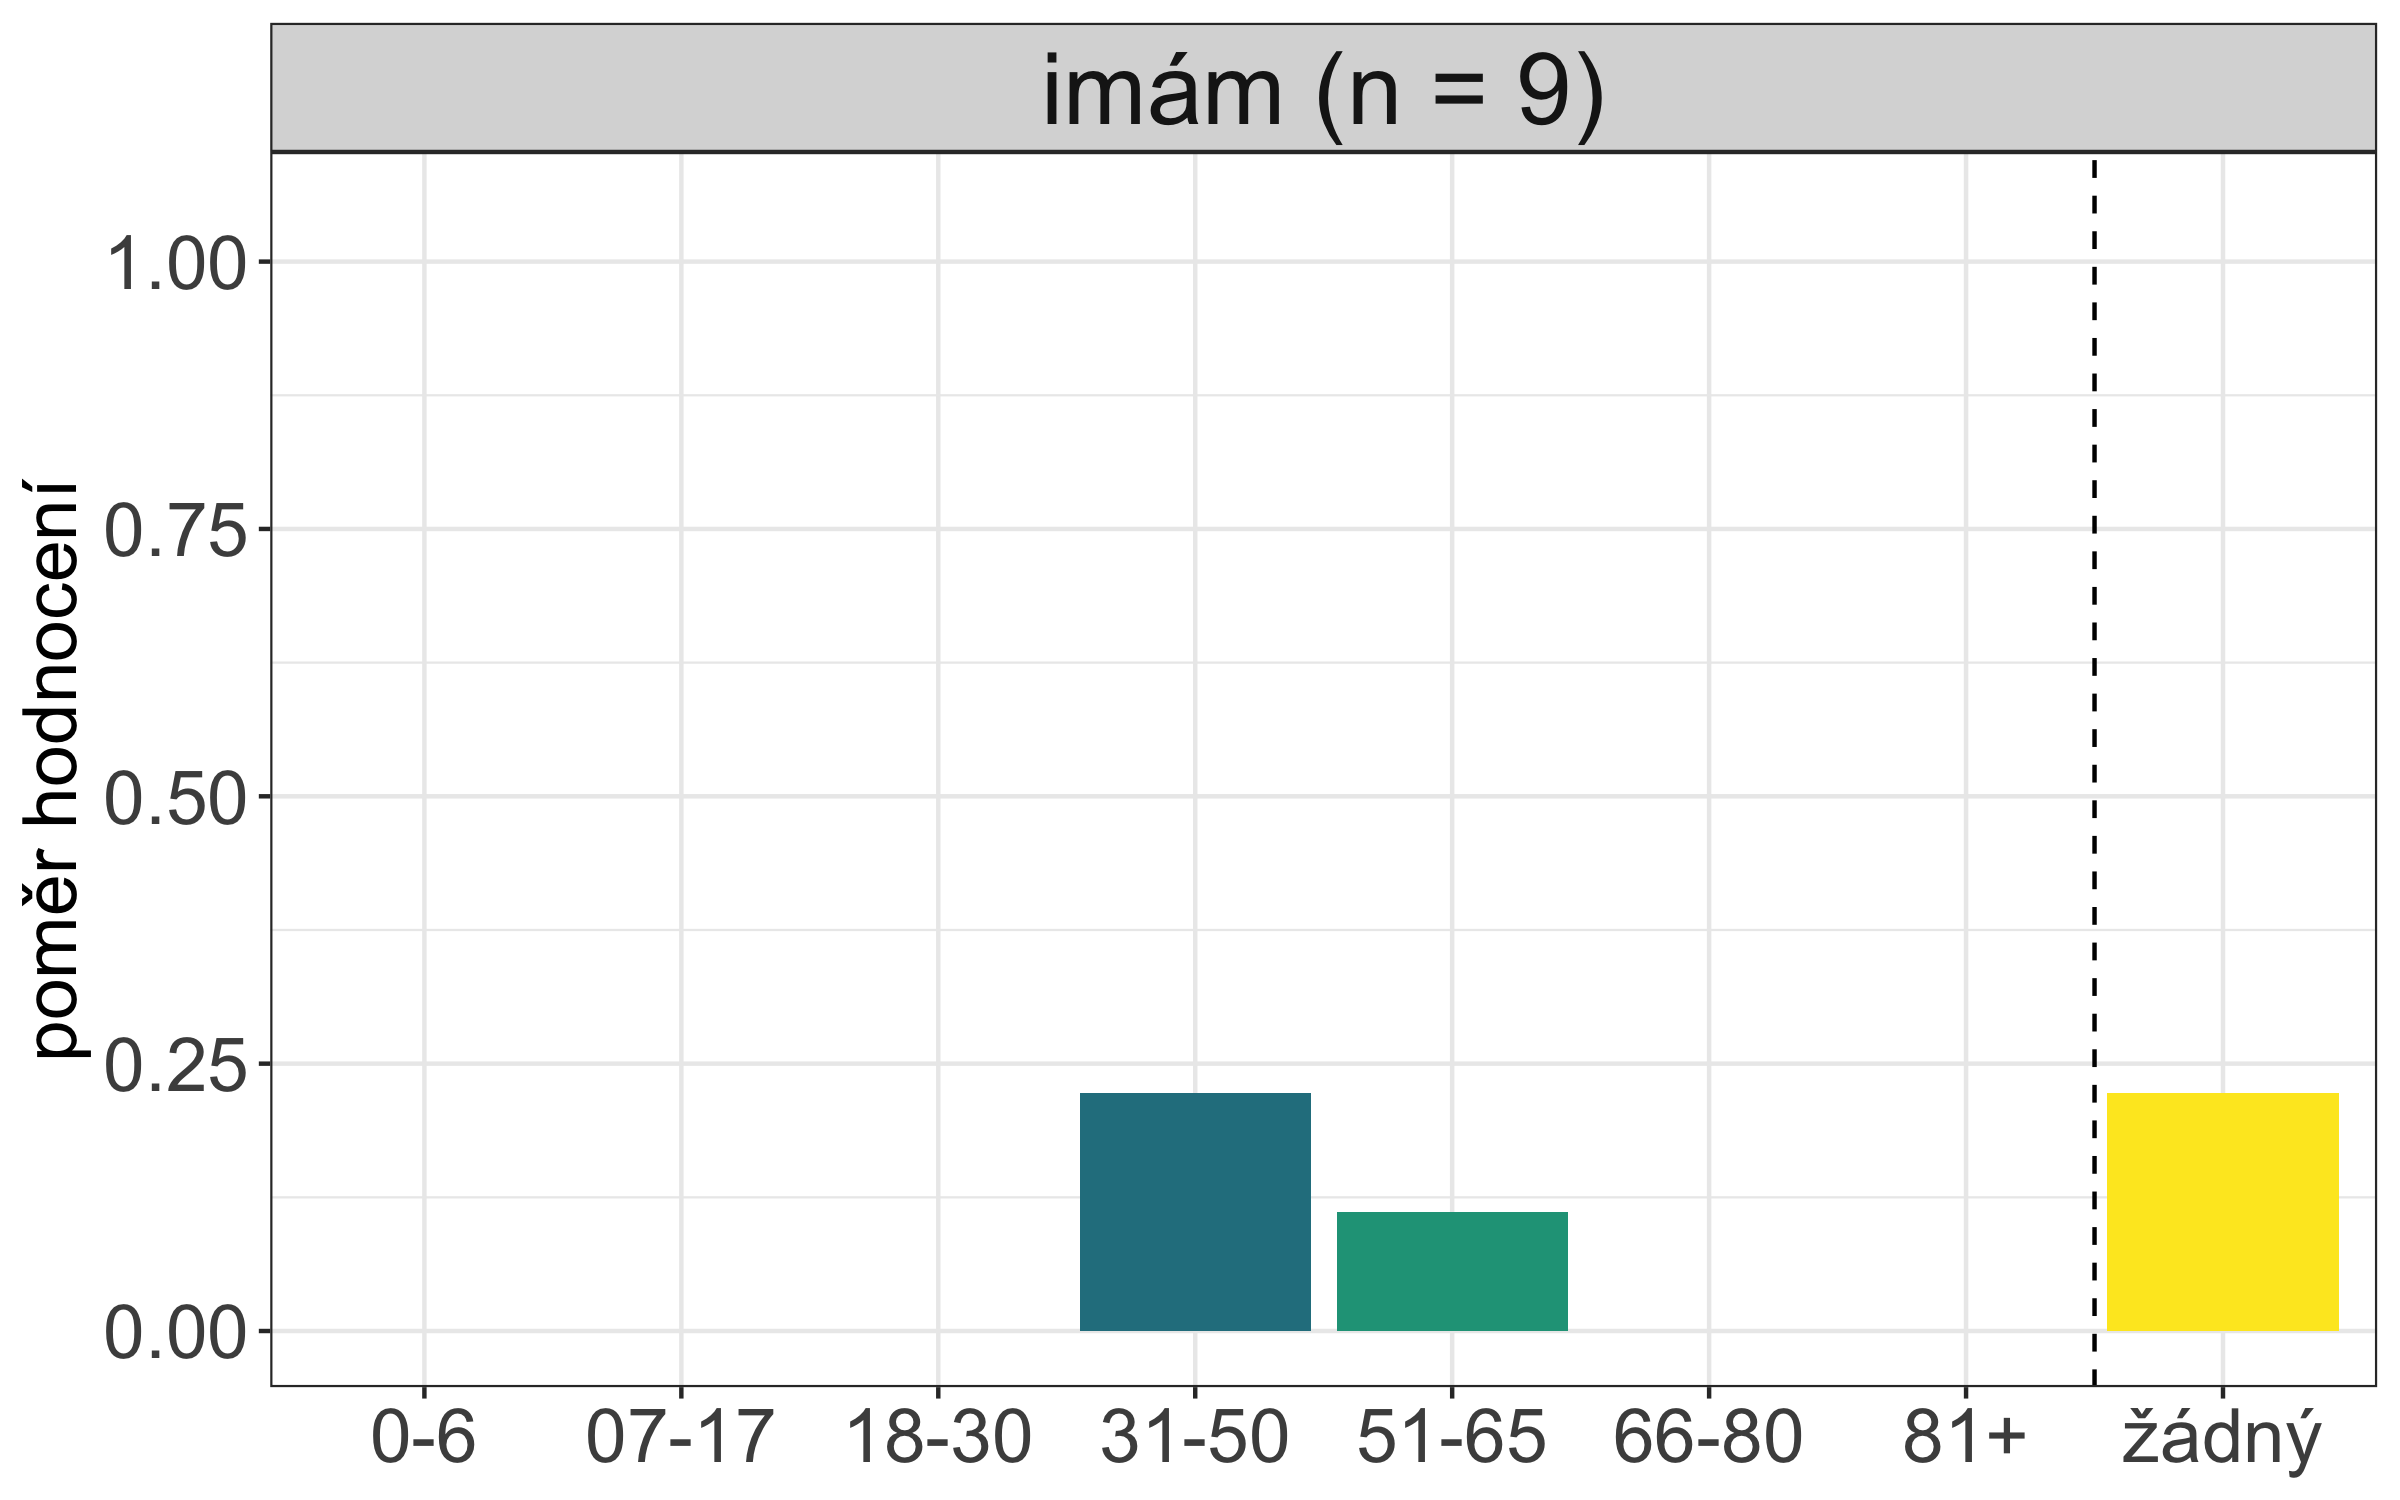 imám (n = 9)
poměr hodnocení
1.00
0.75
0.50
0.25
0.00
0-6 07-17 18-30 31-50 51-65 66-80 81+ žádný